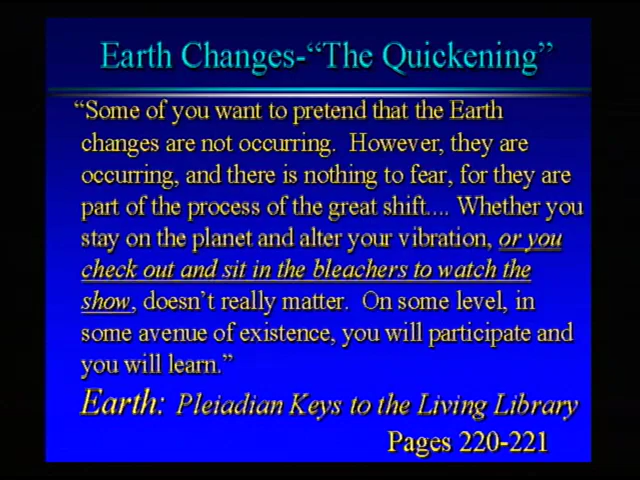 Earth Changes-“The Quickening”
“Some of you want to pretend that the Earth
changes are not occurring.  However, they are
occurring, and there is nothing to fear, for they are
part of the process of the great shift.... Whether you
stay on the planet and alter your vibration, or you
check out and sit in the bleachers to watch the
show, doesn’t really matter.  On some level, in
some avenue of existence, you will participate and
you will learn.”
Earth: Pleiadian Keys to the Living Library
Pages 220-221